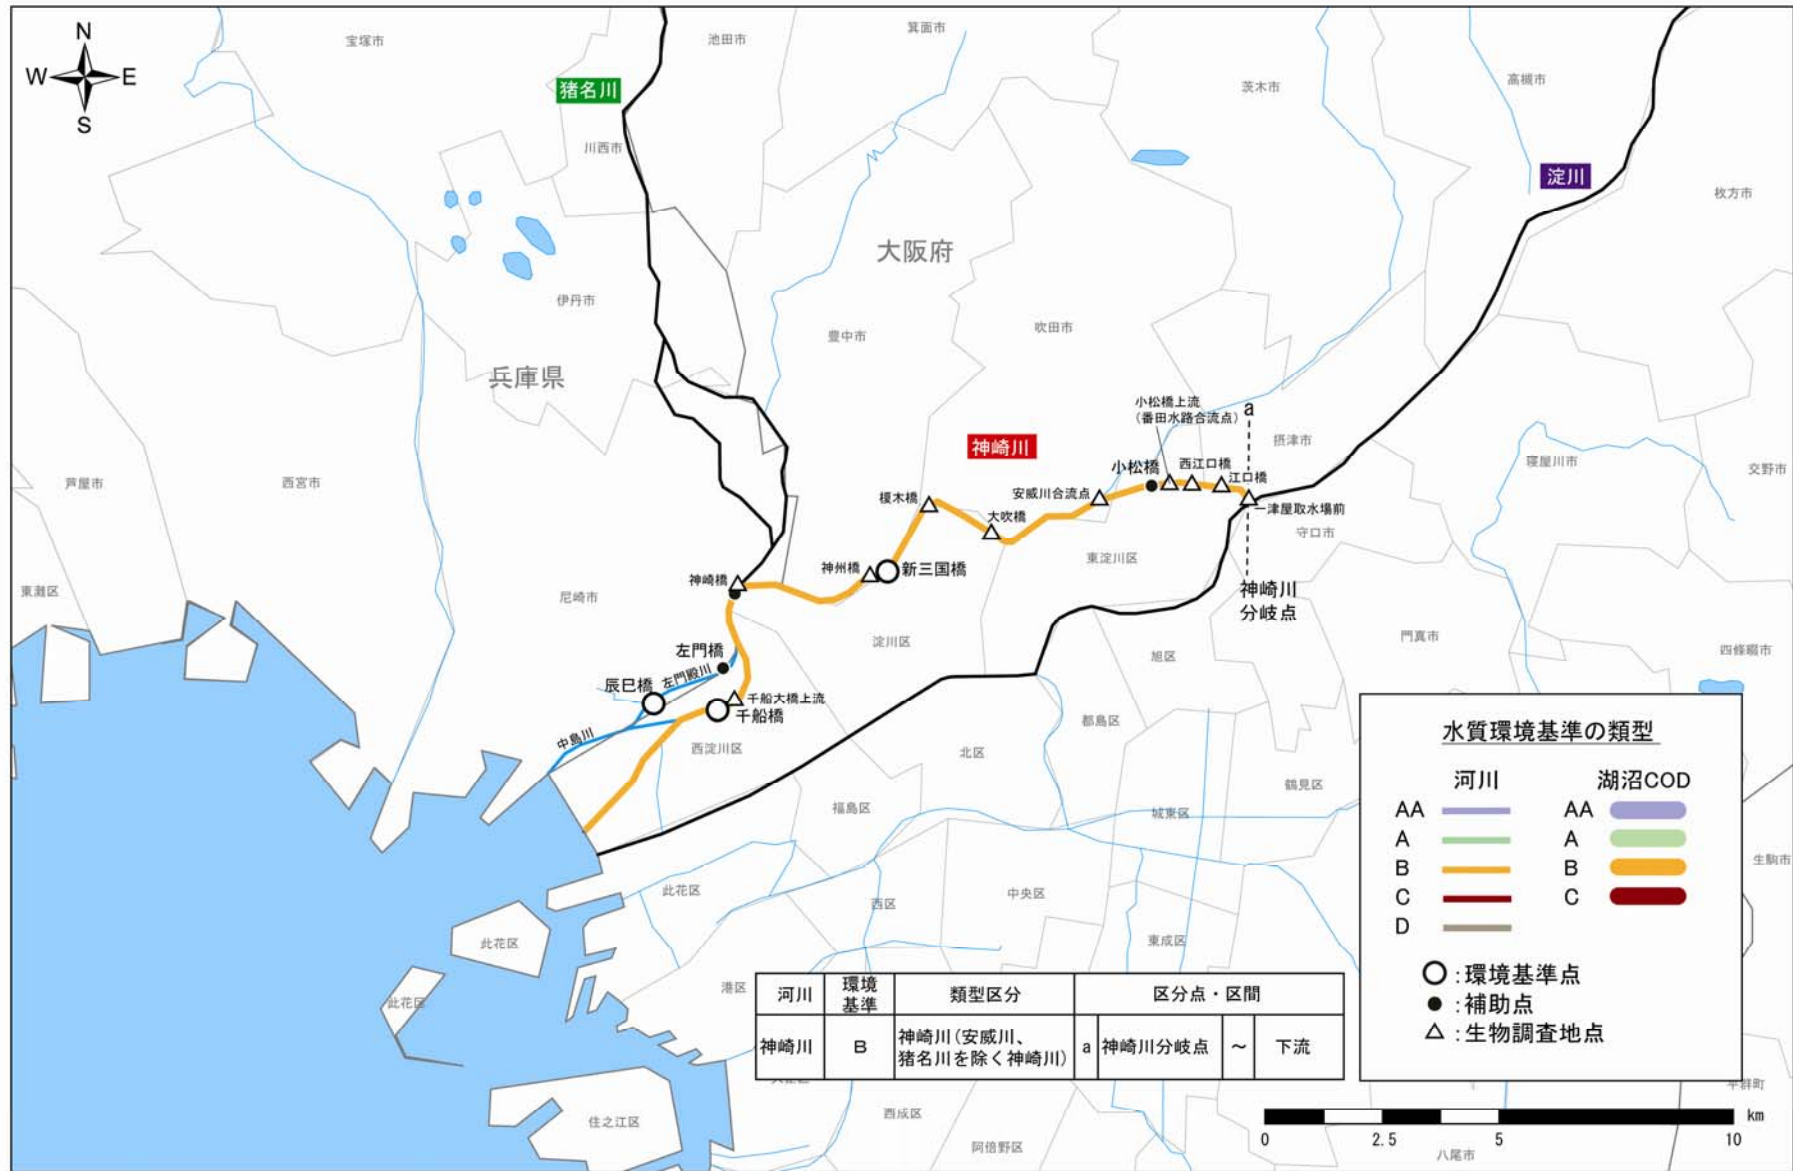 N
W E
S
宝塚市
池田市
箕面市
茨木市
高槻市
猪名川
川西市
淀川
枚方市
大阪府
伊丹市
豊中市
吹田市
兵庫県
小松橋上流
(番田水路合流点)
a
摂津市
神崎川
芦屋市
西宮市
寝屋川市
交野市
小松橋
西江口橋
江口橋
安威川合流点
榎木橋
大吹橋
一津屋取水場前
守口市
東淀川区
神州橋
新三国橋
神崎橋
東灘区
尼崎市
神崎川
分岐点
淀川区
門真市
左門橋
旭区
四條畷市
辰巳橋
左門殿川
千船大橋上流
千船橋
中島川
西淀川区
都島区
北区
鶴見区
福島区
城東区
水質環境基準の類型
河川 湖沼COD
AA AA
A A
B B
C C
D
:環境基準点
:補助点
:生物調査地点
生駒市
此花区
西区
中央区
此花区
東成区
此花区
港区
河川 環境基準 類型区分 区分点・区間
神崎川 B 神崎川(安威川、 a 神崎川分岐点 ～ 下流
猪名川を除く神崎川)
平群町
住之江区
西成区
阿倍野区
八尾市
km
0 2.5 5 10